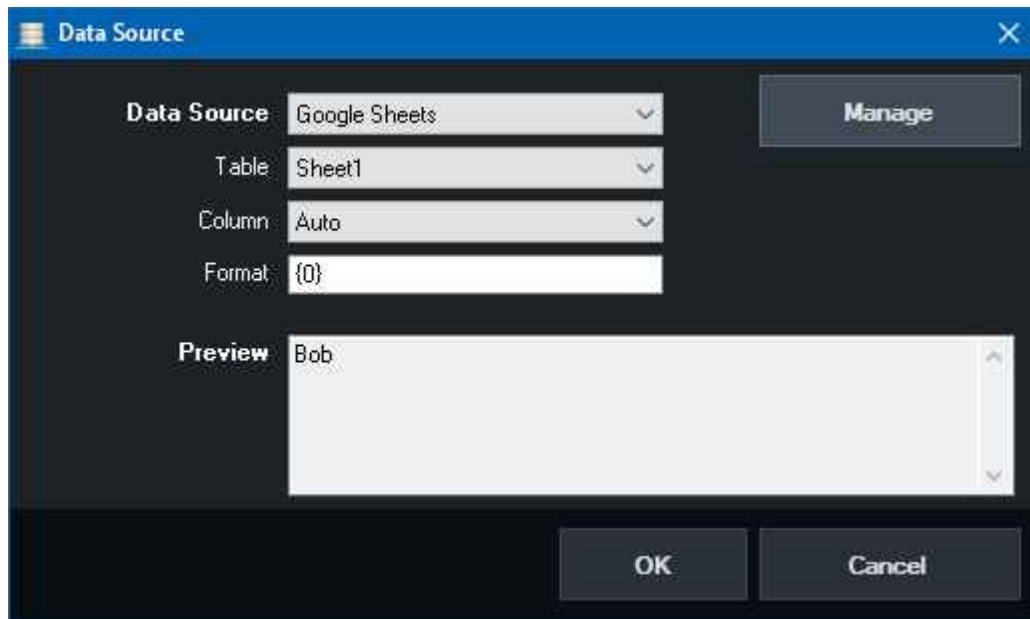 Data Source
Data Source Google Sheets Manage
Table Sheet1
Column Auto
Format {0}
Preview Bob
OK Cancel